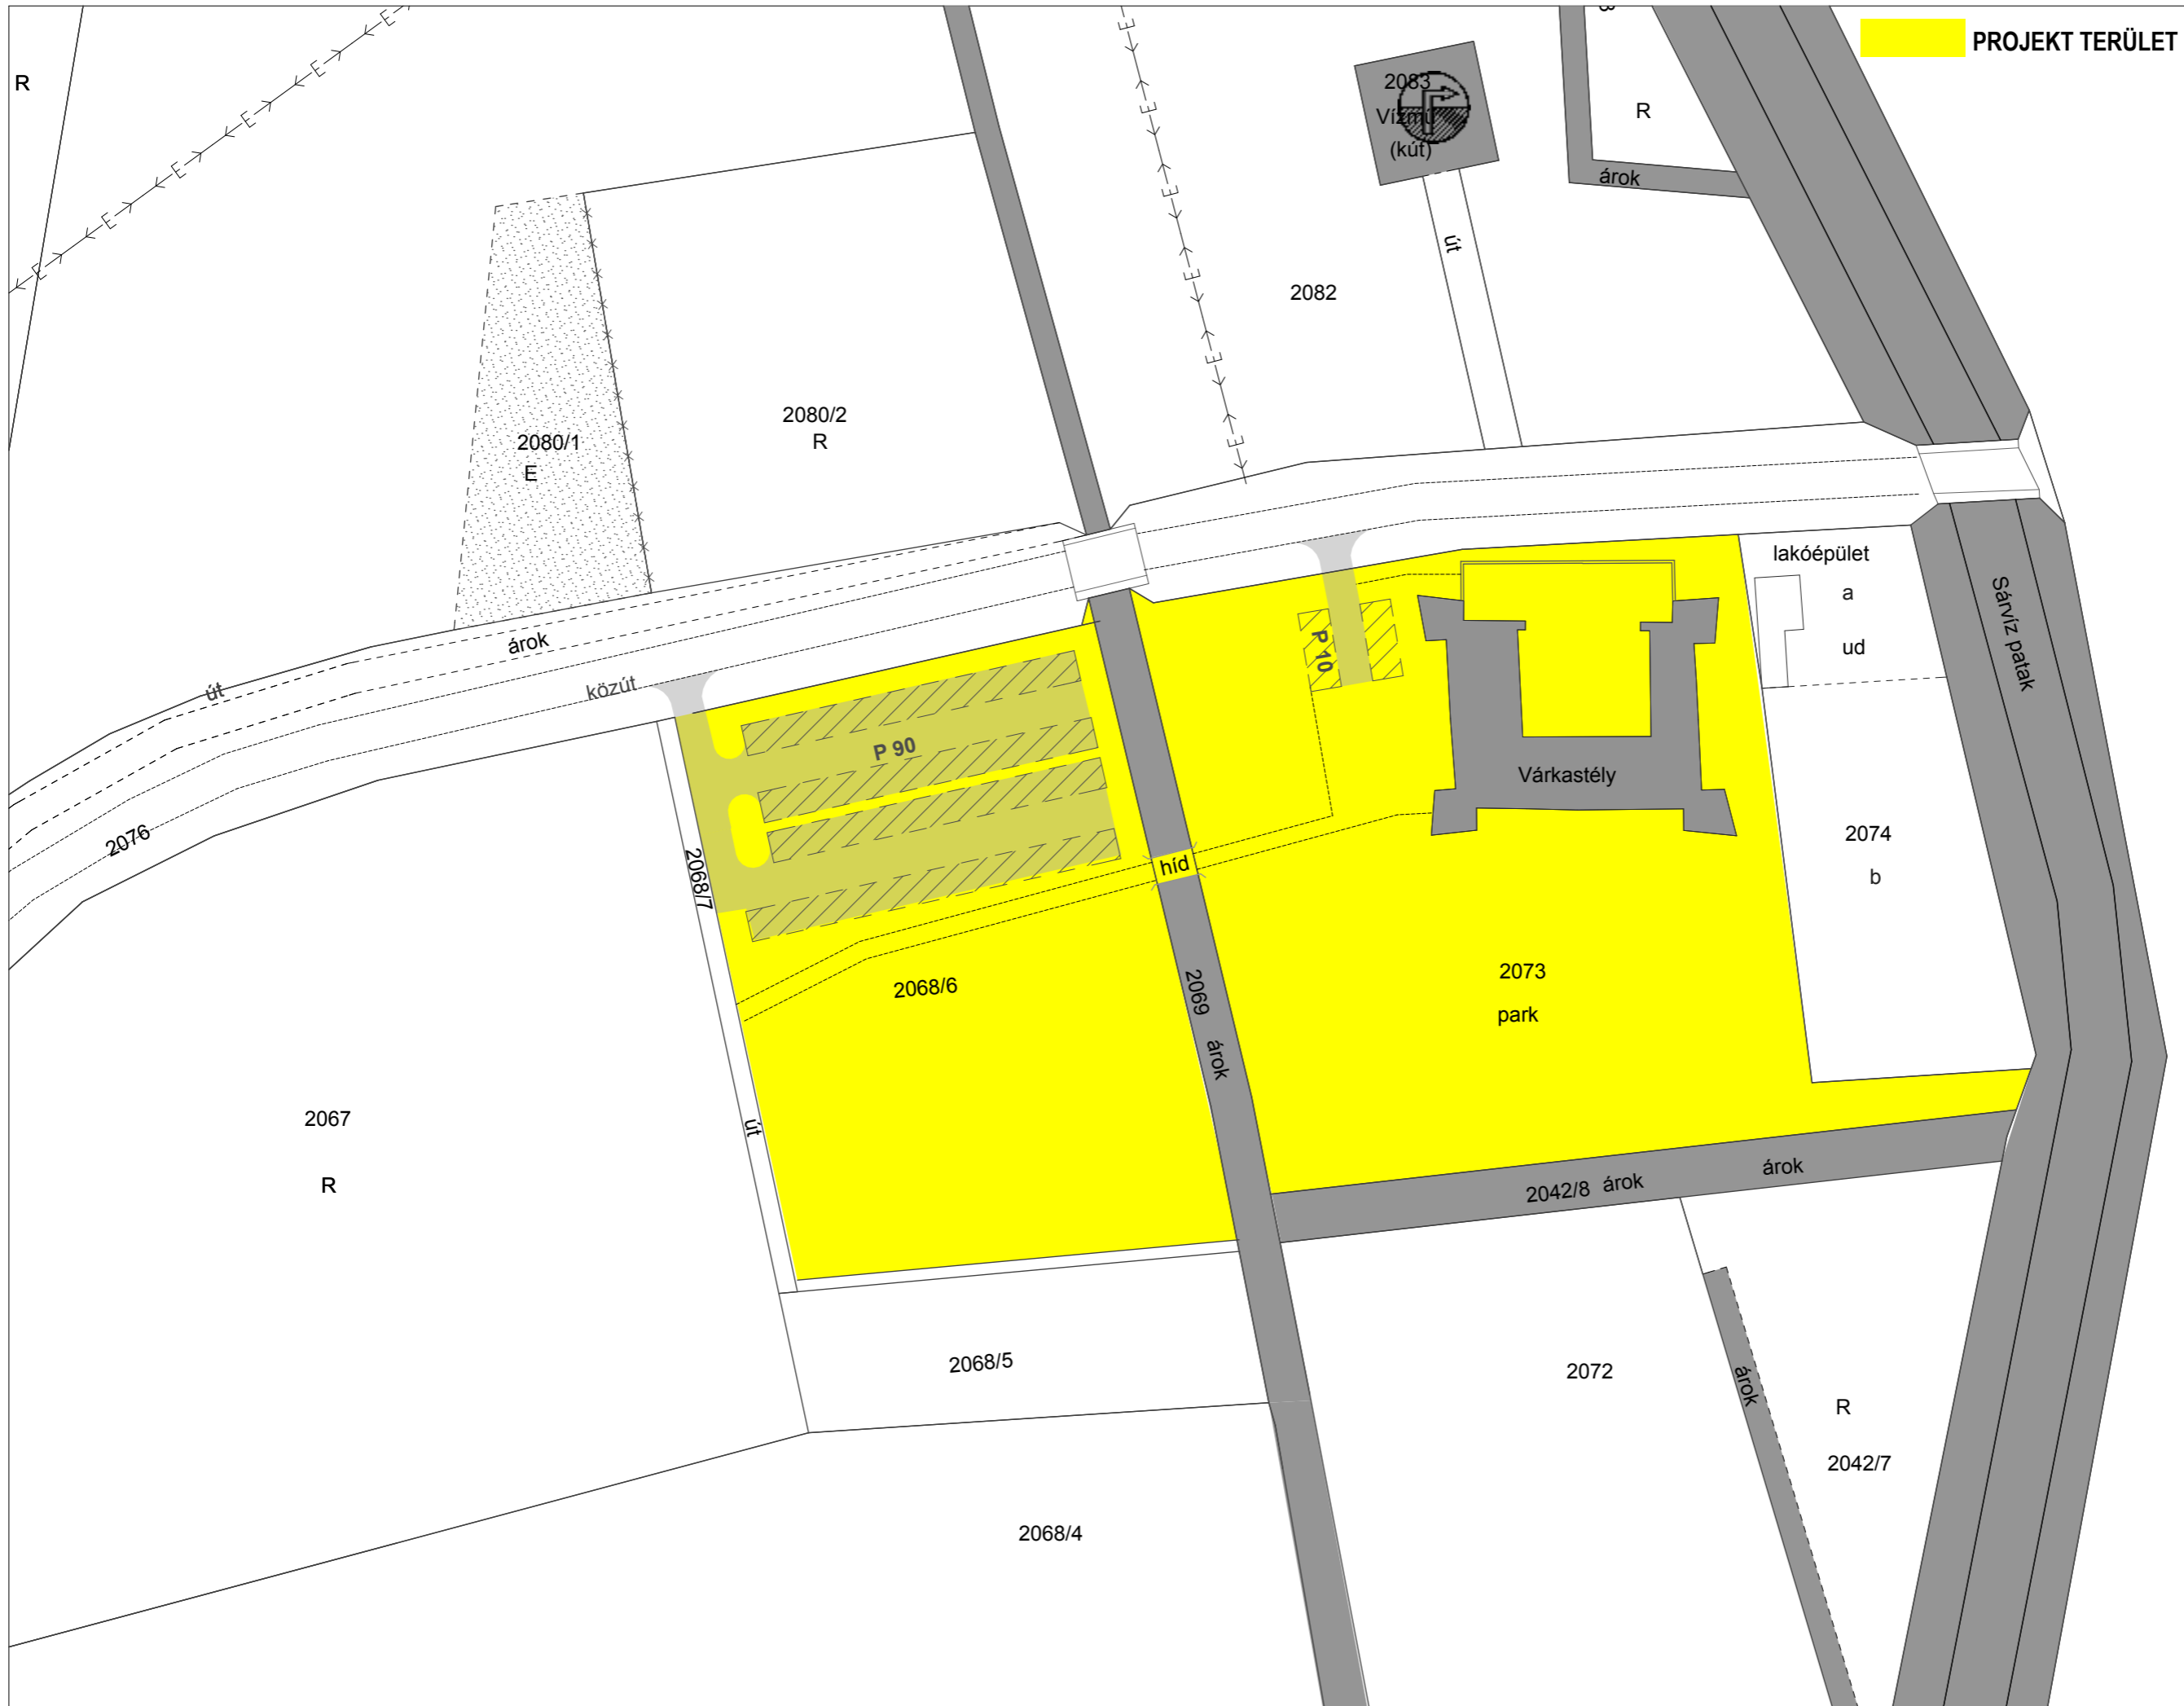 PROJEKT TERÜLET
R
2083
Vízmű
(kút)
R
árok
út
2082
2080/2
R
2080/1
E
árok
út
közút
2076
P 90
P 10
lakóépület
a
ud
Sárvíz patak
Várkastély
2074
b
híd
2068/7
2068/6
2069 árok
2073
park
2067
R
út
2042/8 árok
árok
2068/5
2072
árok
R
2042/7
2068/4